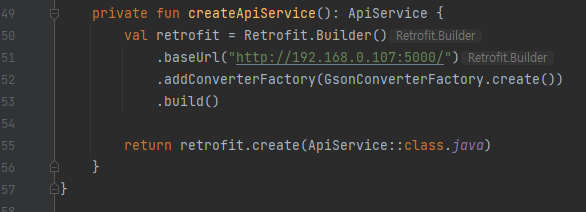 49 private fun createApiService(): ApiService {
50 val retrofit = Retrofit.Builder() Retrofit.Builder
51 .baseUrl("http://192.168.0.107:5000/") Retrofit.Builder
52 .addConverterFactory(GsonConverterFactory.create())
53 .build()
54
55 return retrofit.create(ApiService::class.java)
56 }
57 }
58